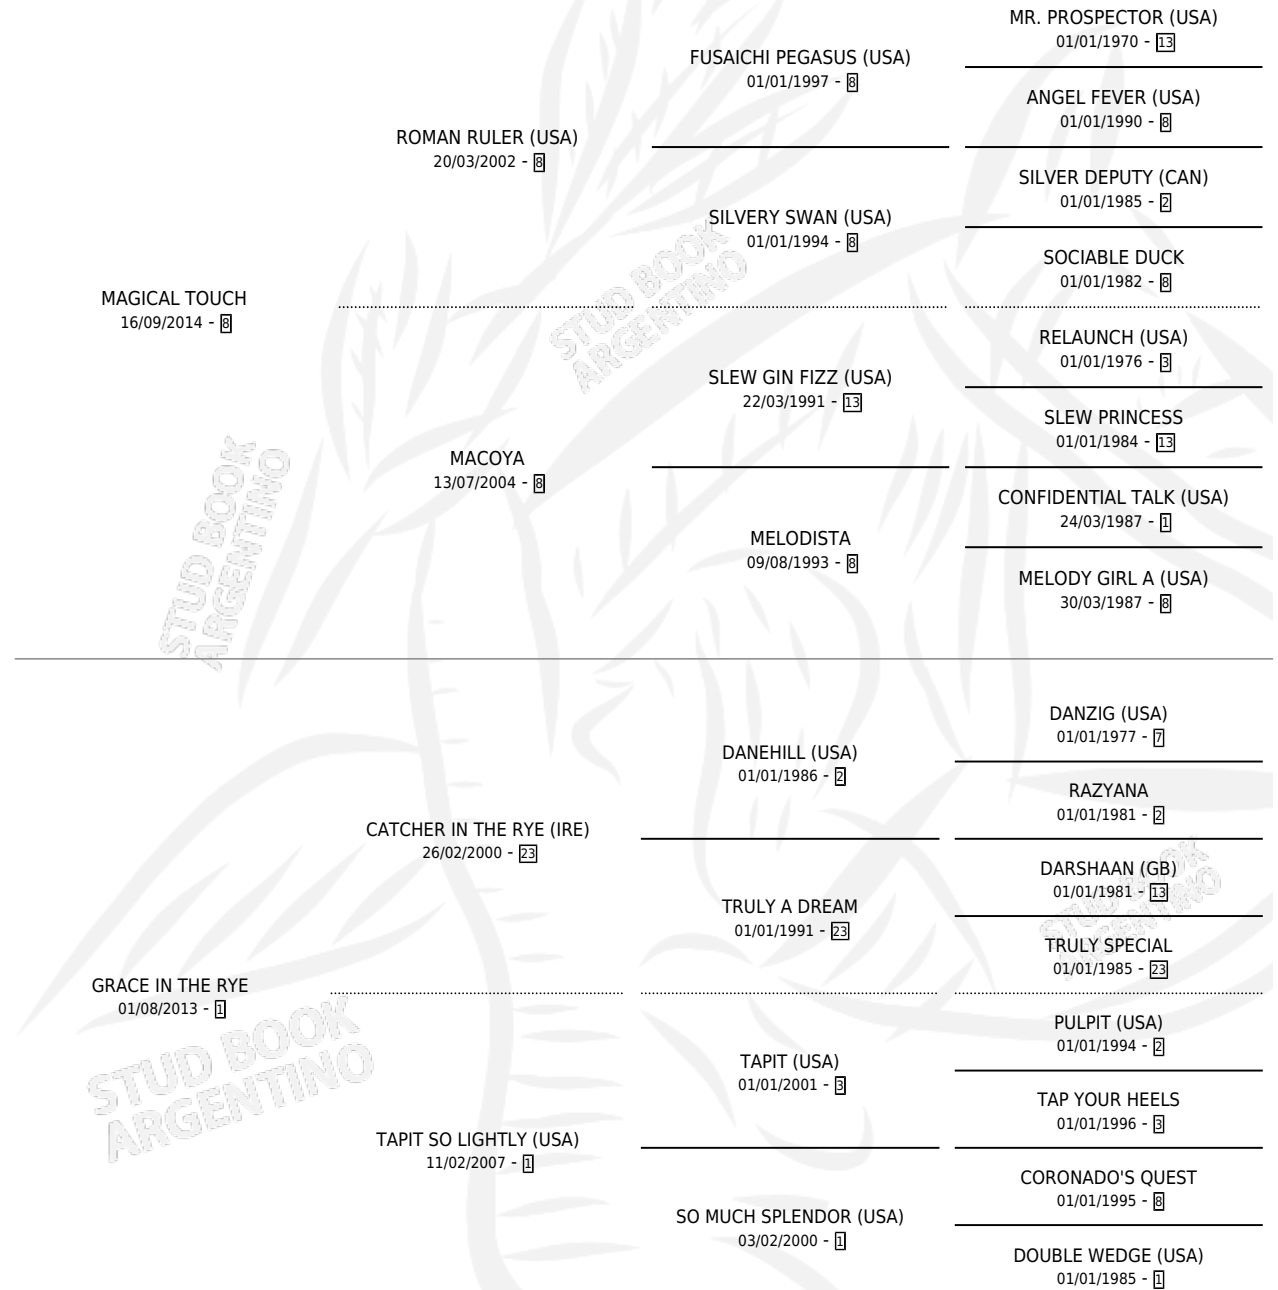 MR. PROSPECTOR (USA)
01/01/1970 - 13
FUSAICHI PEGASUS (USA)
01/01/1997 - 8
ANGEL FEVER (USA)
01/01/1990 - 8
ROMAN RULER (USA)
20/03/2002 - 8
SILVER DEPUTY (CAN)
01/01/1985 - 2
SILVERY SWAN (USA)
01/01/1994 - 8
SOCIABLE DUCK
01/01/1982 - 8
STUD BOOK
ARGENTINO
MAGICAL TOUCH
16/09/2014 - 8
RELAUNCH (USA)
01/01/1976 - 3
SLEW GIN FIZZ (USA)
22/03/1991 - 13
SLEW PRINCESS
01/01/1984 - 13
MACOYA
13/07/2004 - 8
CONFIDENTIAL TALK (USA)
24/03/1987 - 1
MELODISTA
09/08/1993 - 8
MELODY GIRL A (USA)
30/03/1987 - 8
STUD BOOK
ARGENTINO
DANZIG (USA)
01/01/1977 - 7
DANEHILL (USA)
01/01/1986 - 2
RAZYANA
01/01/1981 - 2
CATCHER IN THE RYE (IRE)
26/02/2000 - 23
DARSHAAN (GB)
01/01/1981 - 13
TRULY A DREAM
01/01/1991 - 23
TRULY SPECIAL
01/01/1985 - 23
STUD BOOK
ARGENTINO
GRACE IN THE RYE
01/08/2013 - 1
PULPIT (USA)
01/01/1994 - 2
TAPIT (USA)
01/01/2001 - 3
TAP YOUR HEELS
01/01/1996 - 3
STUD BOOK
ARGENTINO
TAPIT SO LIGHTLY (USA)
11/02/2007 - 1
CORONADO'S QUEST
01/01/1995 - 8
SO MUCH SPLENDOR (USA)
03/02/2000 - 1
DOUBLE WEDGE (USA)
01/01/1985 - 1